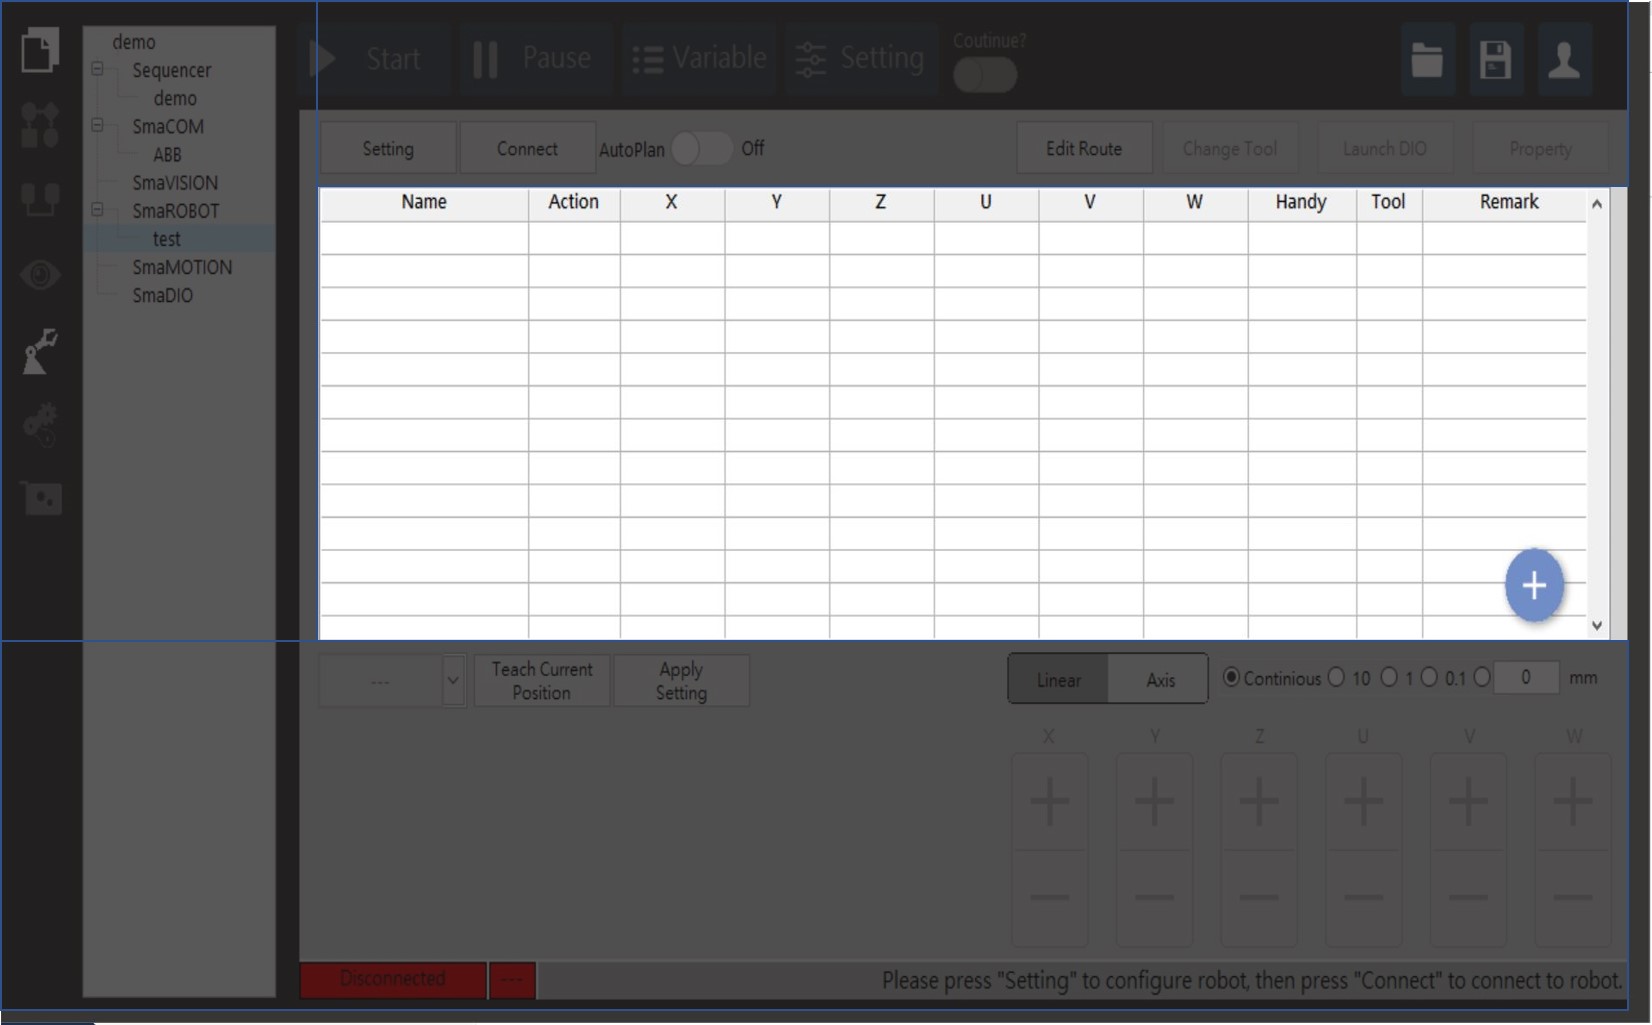 demo
Sequencer
demo
SmaCOM
ABB
SmaVISION
SmaROBOT
test
SmaMOTION
SmaDIO
Start Pause Variable Setting Coutinue?
Setting Connect AutoPlan Off Edit Route Change Tool Launch DIO Property
Name Action X Y Z U V W Handy Tool Remark
--- Teach Current Position Apply Setting Linear Axis Continious 10 1 0.1 0 mm
X Y Z U V W
Disconnected --- Please press "Setting" to configure robot, then press "Connect" to connect to robot.